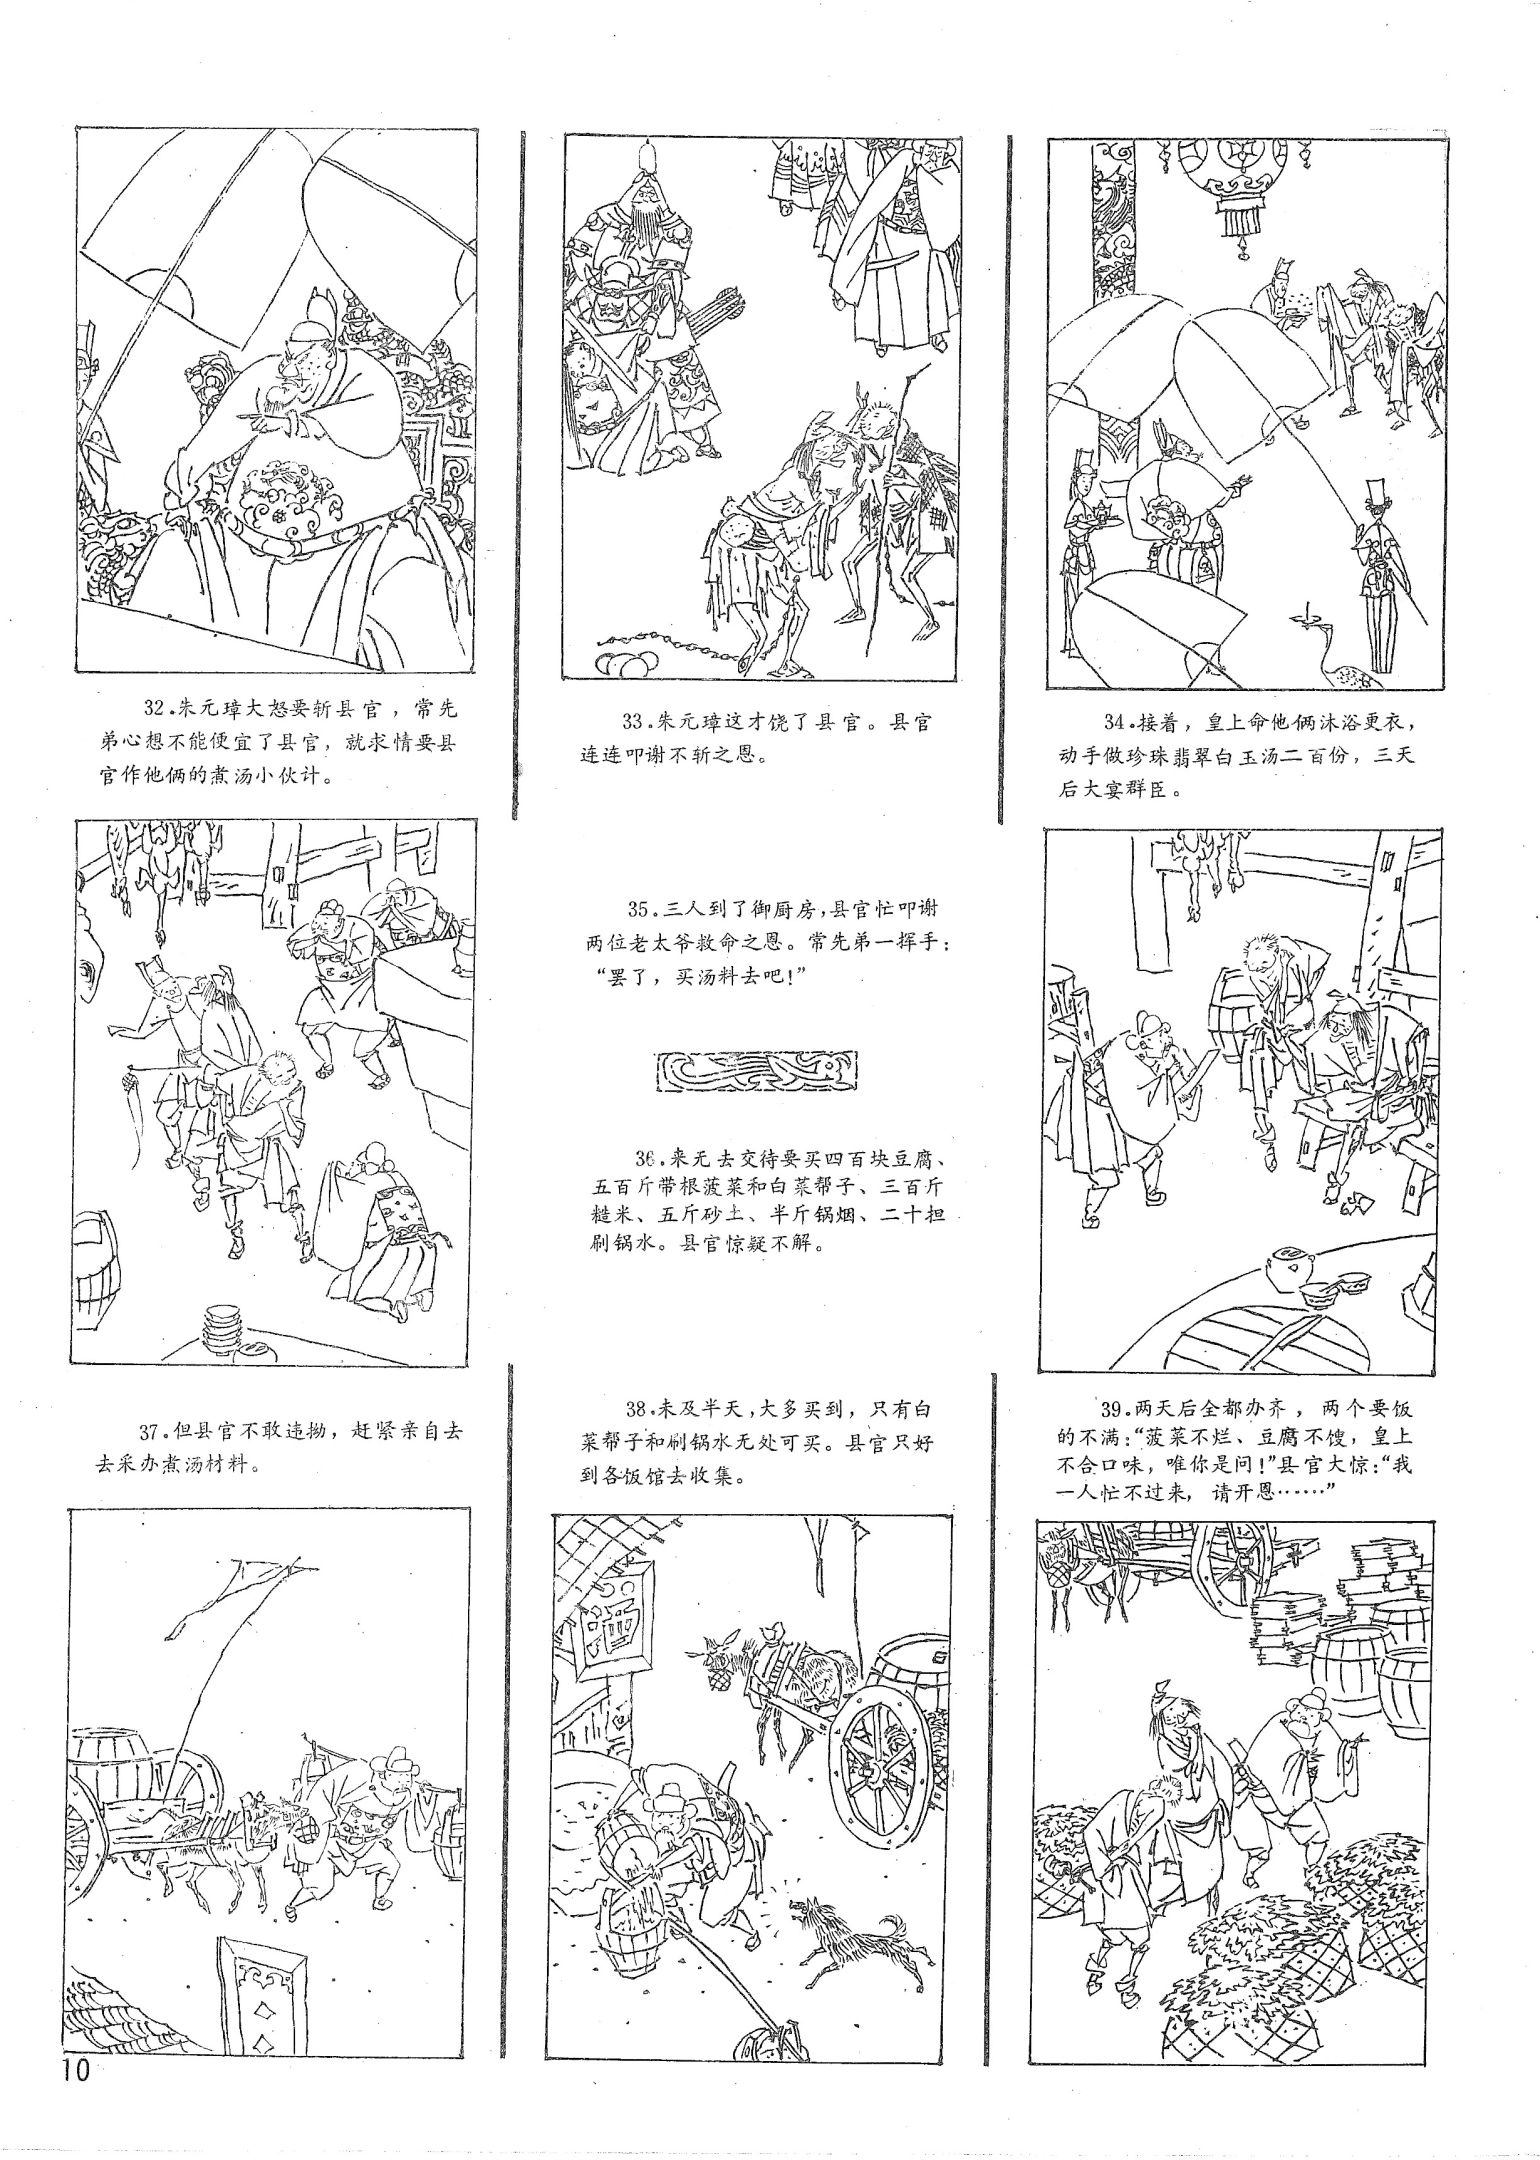 32.朱元璋大怒要斩县官，常先
弟心想不能便宜了县官，就求情要县
官作他俩的煮汤小伙计。
33.朱元璋这才饶了县官。县官
连连叩谢不斩之恩。
34.接着，皇上命他俩沐浴更衣，
动手做珍珠翡翠白玉汤二百份，三天
后大宴群臣。
35.三人到了御厨房，县官忙叩谢
两位老太爷救命之恩。常先弟一挥手：
“罢了，买汤料去吧！”
36.来无去交待要买四百块豆腐、
五百斤带根菠菜和白菜帮子、三百斤
糙米、五斤砂土、半斤锅烟、二十担
刷锅水。县官惊疑不解。
37.但县官不敢违拗，赶紧亲自去
去采办煮汤材料。
38.未及半天，大多买到，只有白
菜帮子和刷锅水无处可买。县官只好
到各饭馆去收集。
39.两天后全都办齐，两个要饭
的不满：“菠菜不烂、豆腐不馊，皇上
不合口味，唯你是问！”县官大惊：“我
一人忙不过来，请开恩……”
酒
10